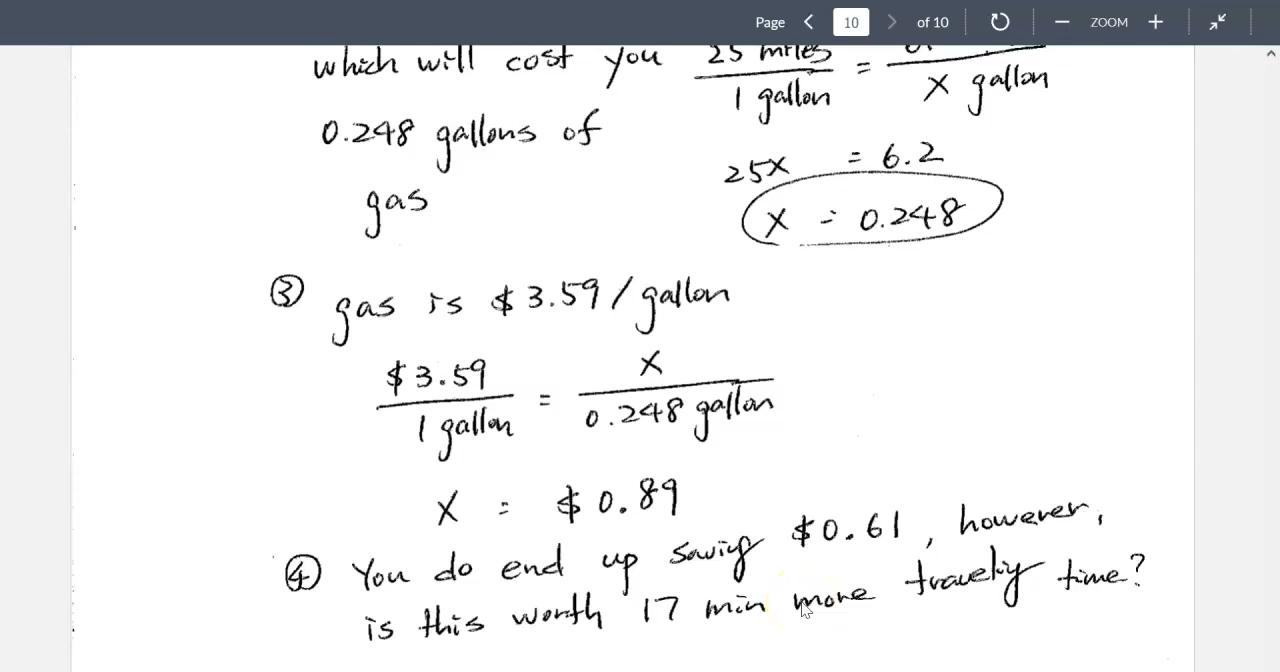 Page 10 of 10 ZOOM
which will cost you 25 miles
1 gallon = x gallon
0.248 gallons of
25x = 6.2
gas
x = 0.248
③ gas is $3.59/gallon
$3.59 = x
1 gallon 0.248 gallon
x = $0.89
④ You do end up saving $0.61, however,
is this worth 17 min more traveling time?